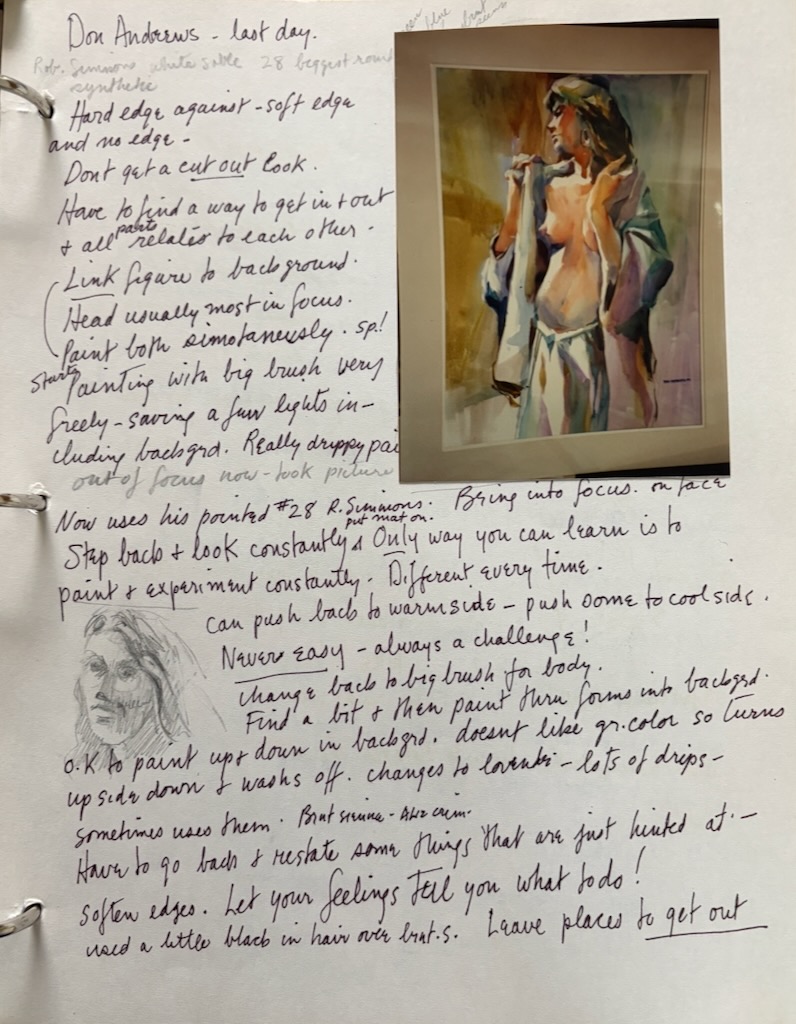 Don Andrews - last day.
Rob. Simmons white sable 28 biggest round
synthetic
Hard edge against - soft edge
and no edge -
Dont get a cut out look.
Have to find a way to get in + out
+ all parts relates to each other -
Link figure to background.
Head usually most in focus.
Paint both simotaneously. sp!
Starts Painting with big brush very
freely - saving a few lights in-
cluding backgrd. Really drippy pai
out of focus now - took picture
Now uses his pointed #28 R. Simmons. Bring into focus. on face
put mat on.
Step back + look constantly Only way you can learn is to
paint + experiment constantly. Different every time.
Can push back to warm side - push some to cool side.
Never easy - always a challenge!
Change back to big brush for body.
Find a bit + then paint thru forms into backgrd.
O.K to paint up + down in backgrd. doesnt like gr. color so turns
up side down + washs off. changes to lavender - lots of drips -
sometimes uses them. Brnt sienna - Aliz crim.
Have to go back + restate some things that are just hinted at. -
soften edges. Let your feelings Tell you what to do!
used a little black in hair over brnt. s. Leave places to get out